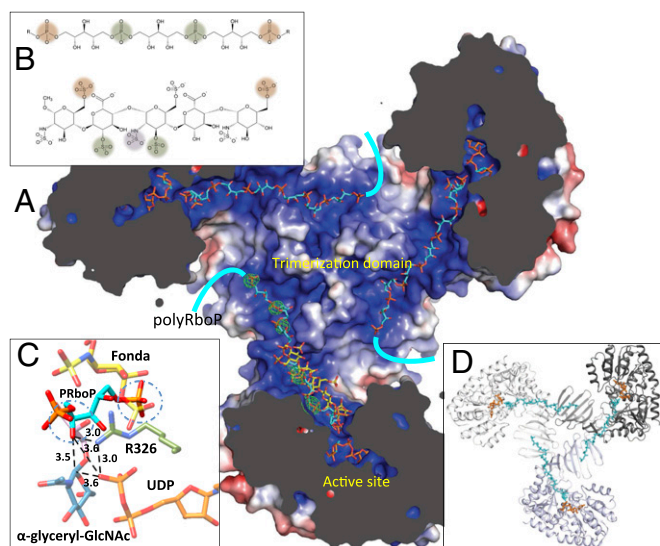 B
A
Trimerization domain
polyRboP
C
Fonda
PRboP
3.0
3.6
R326
3.5
3.0
3.6
UDP
α-glyceryl-GlcNAc
Active site
D